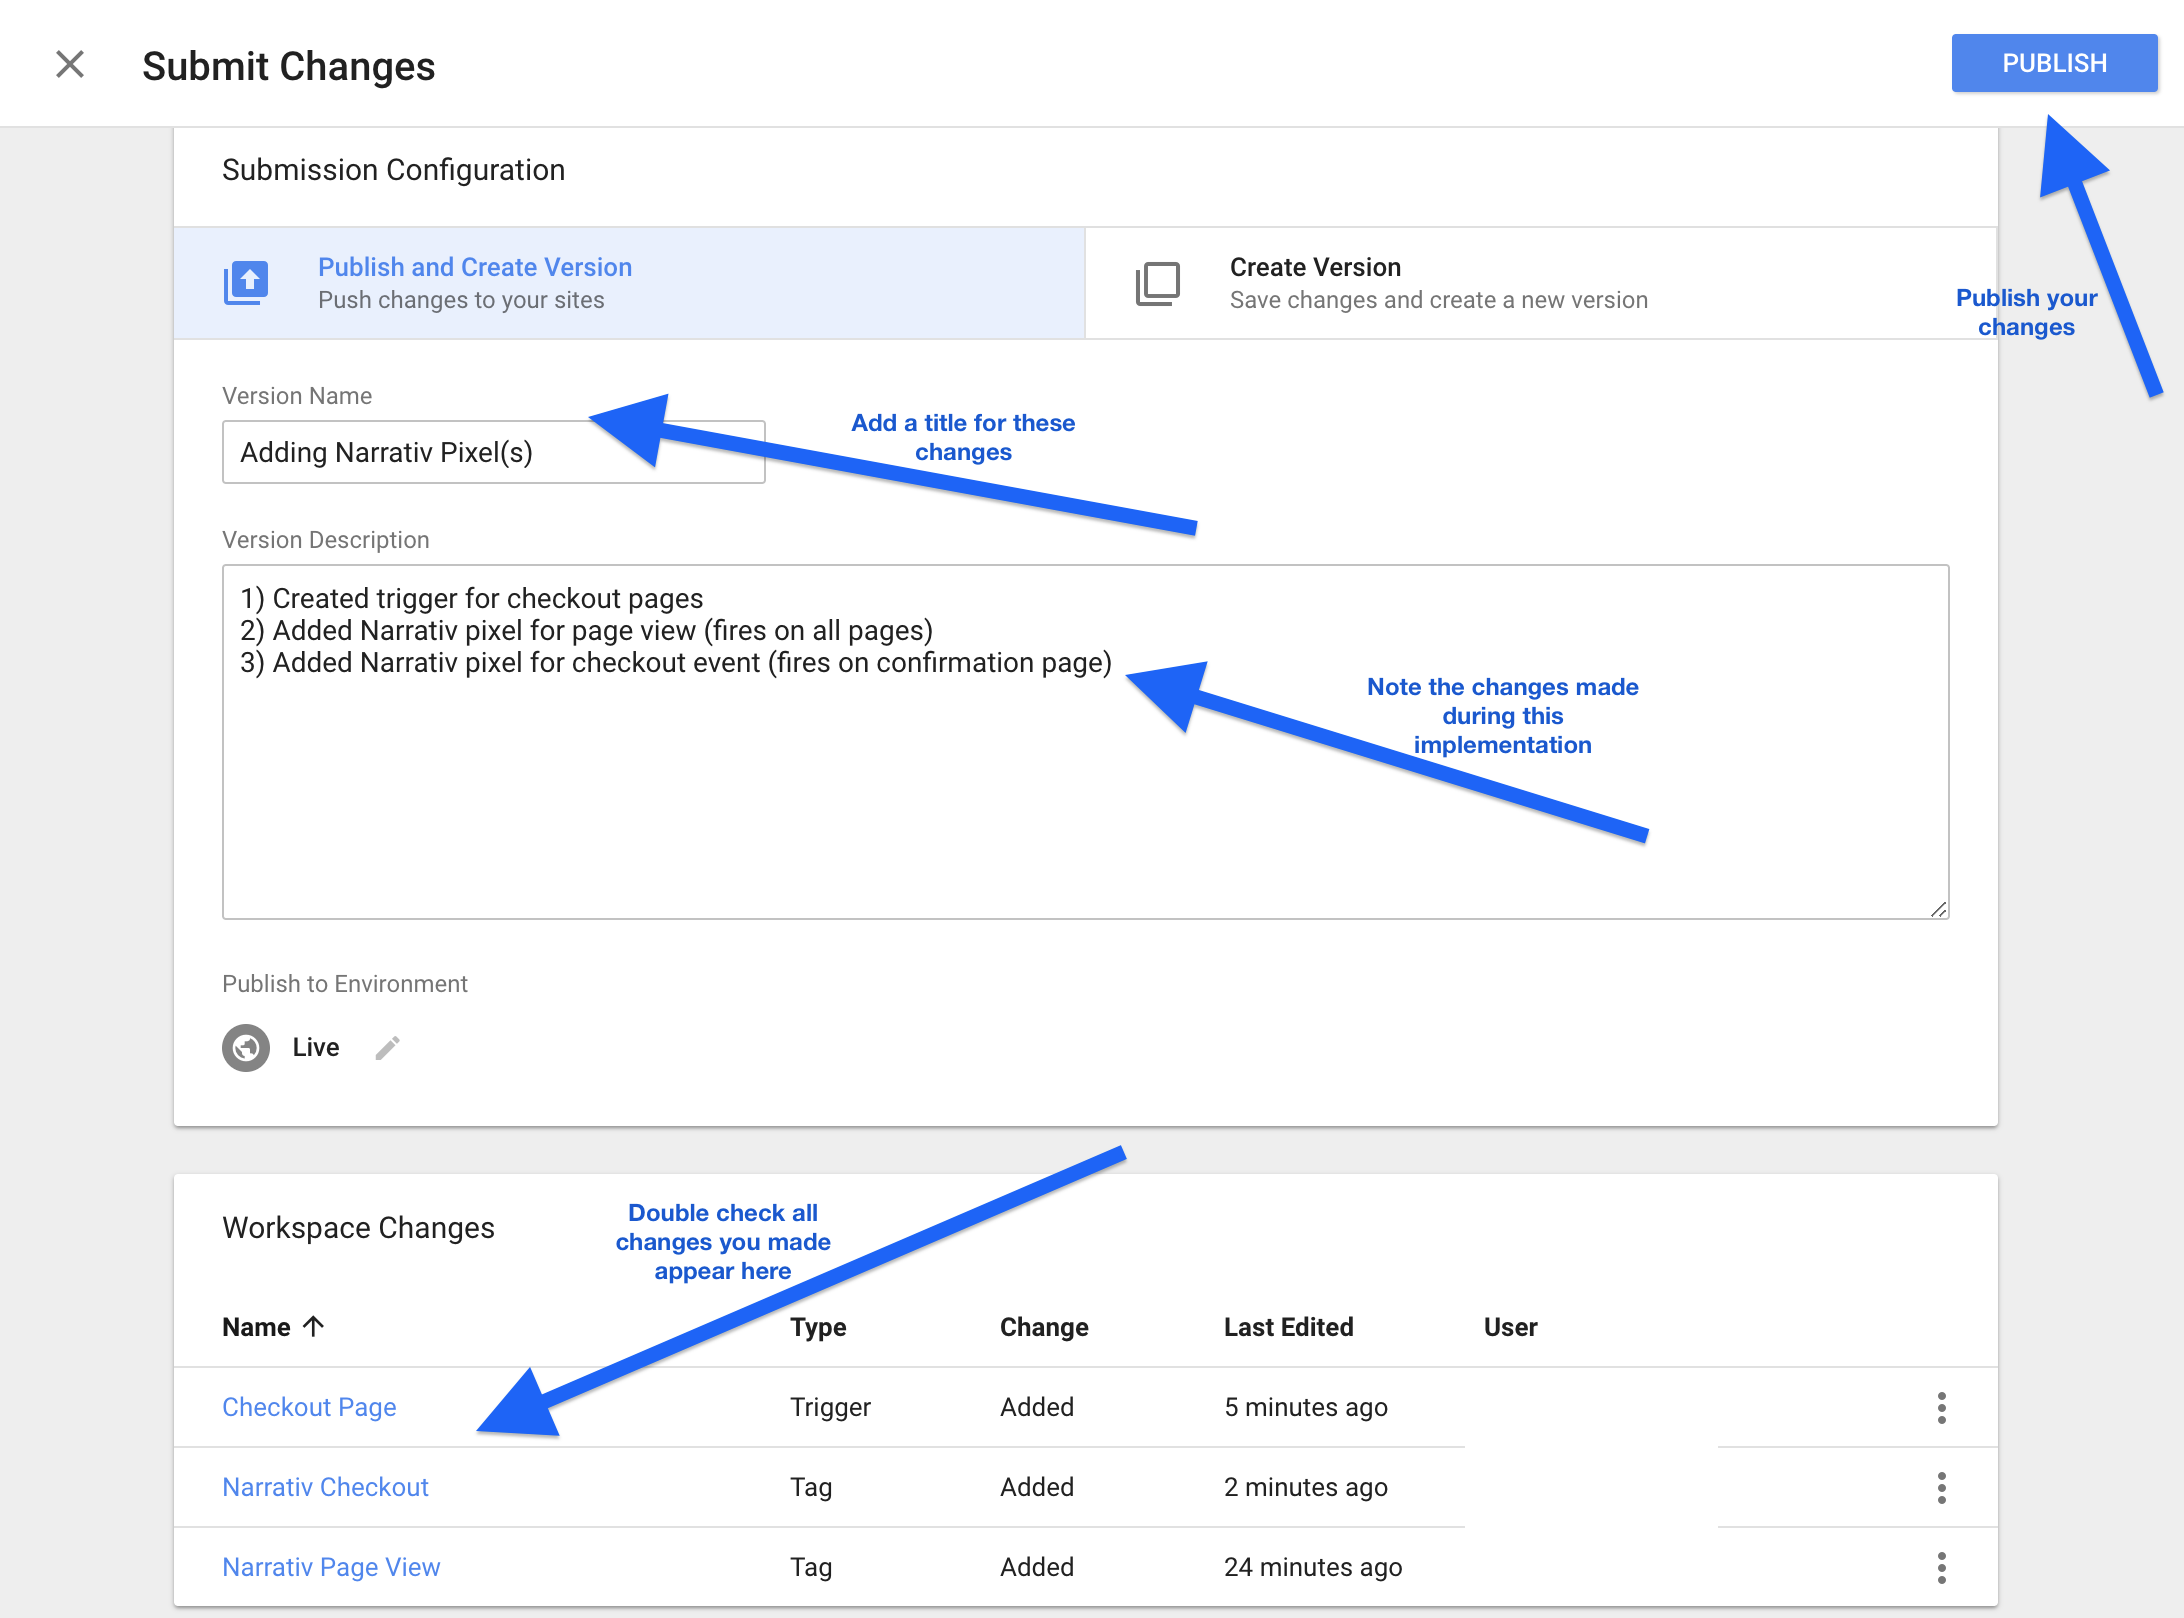 Submit Changes
PUBLISH
Submission Configuration
Publish and Create Version
Push changes to your sites
Create Version
Save changes and create a new version
Publish your
changes
Version Name
Adding Narrativ Pixel(s)
Add a title for these
changes
Version Description
1) Created trigger for checkout pages
2) Added Narrativ pixel for page view (fires on all pages)
3) Added Narrativ pixel for checkout event (fires on confirmation page)
Note the changes made
during this
implementation
Publish to Environment
Live
Workspace Changes
Double check all
changes you made
appear here
Name Type Change Last Edited User
Checkout Page Trigger Added 5 minutes ago
Narrativ Checkout Tag Added 2 minutes ago
Narrativ Page View Tag Added 24 minutes ago